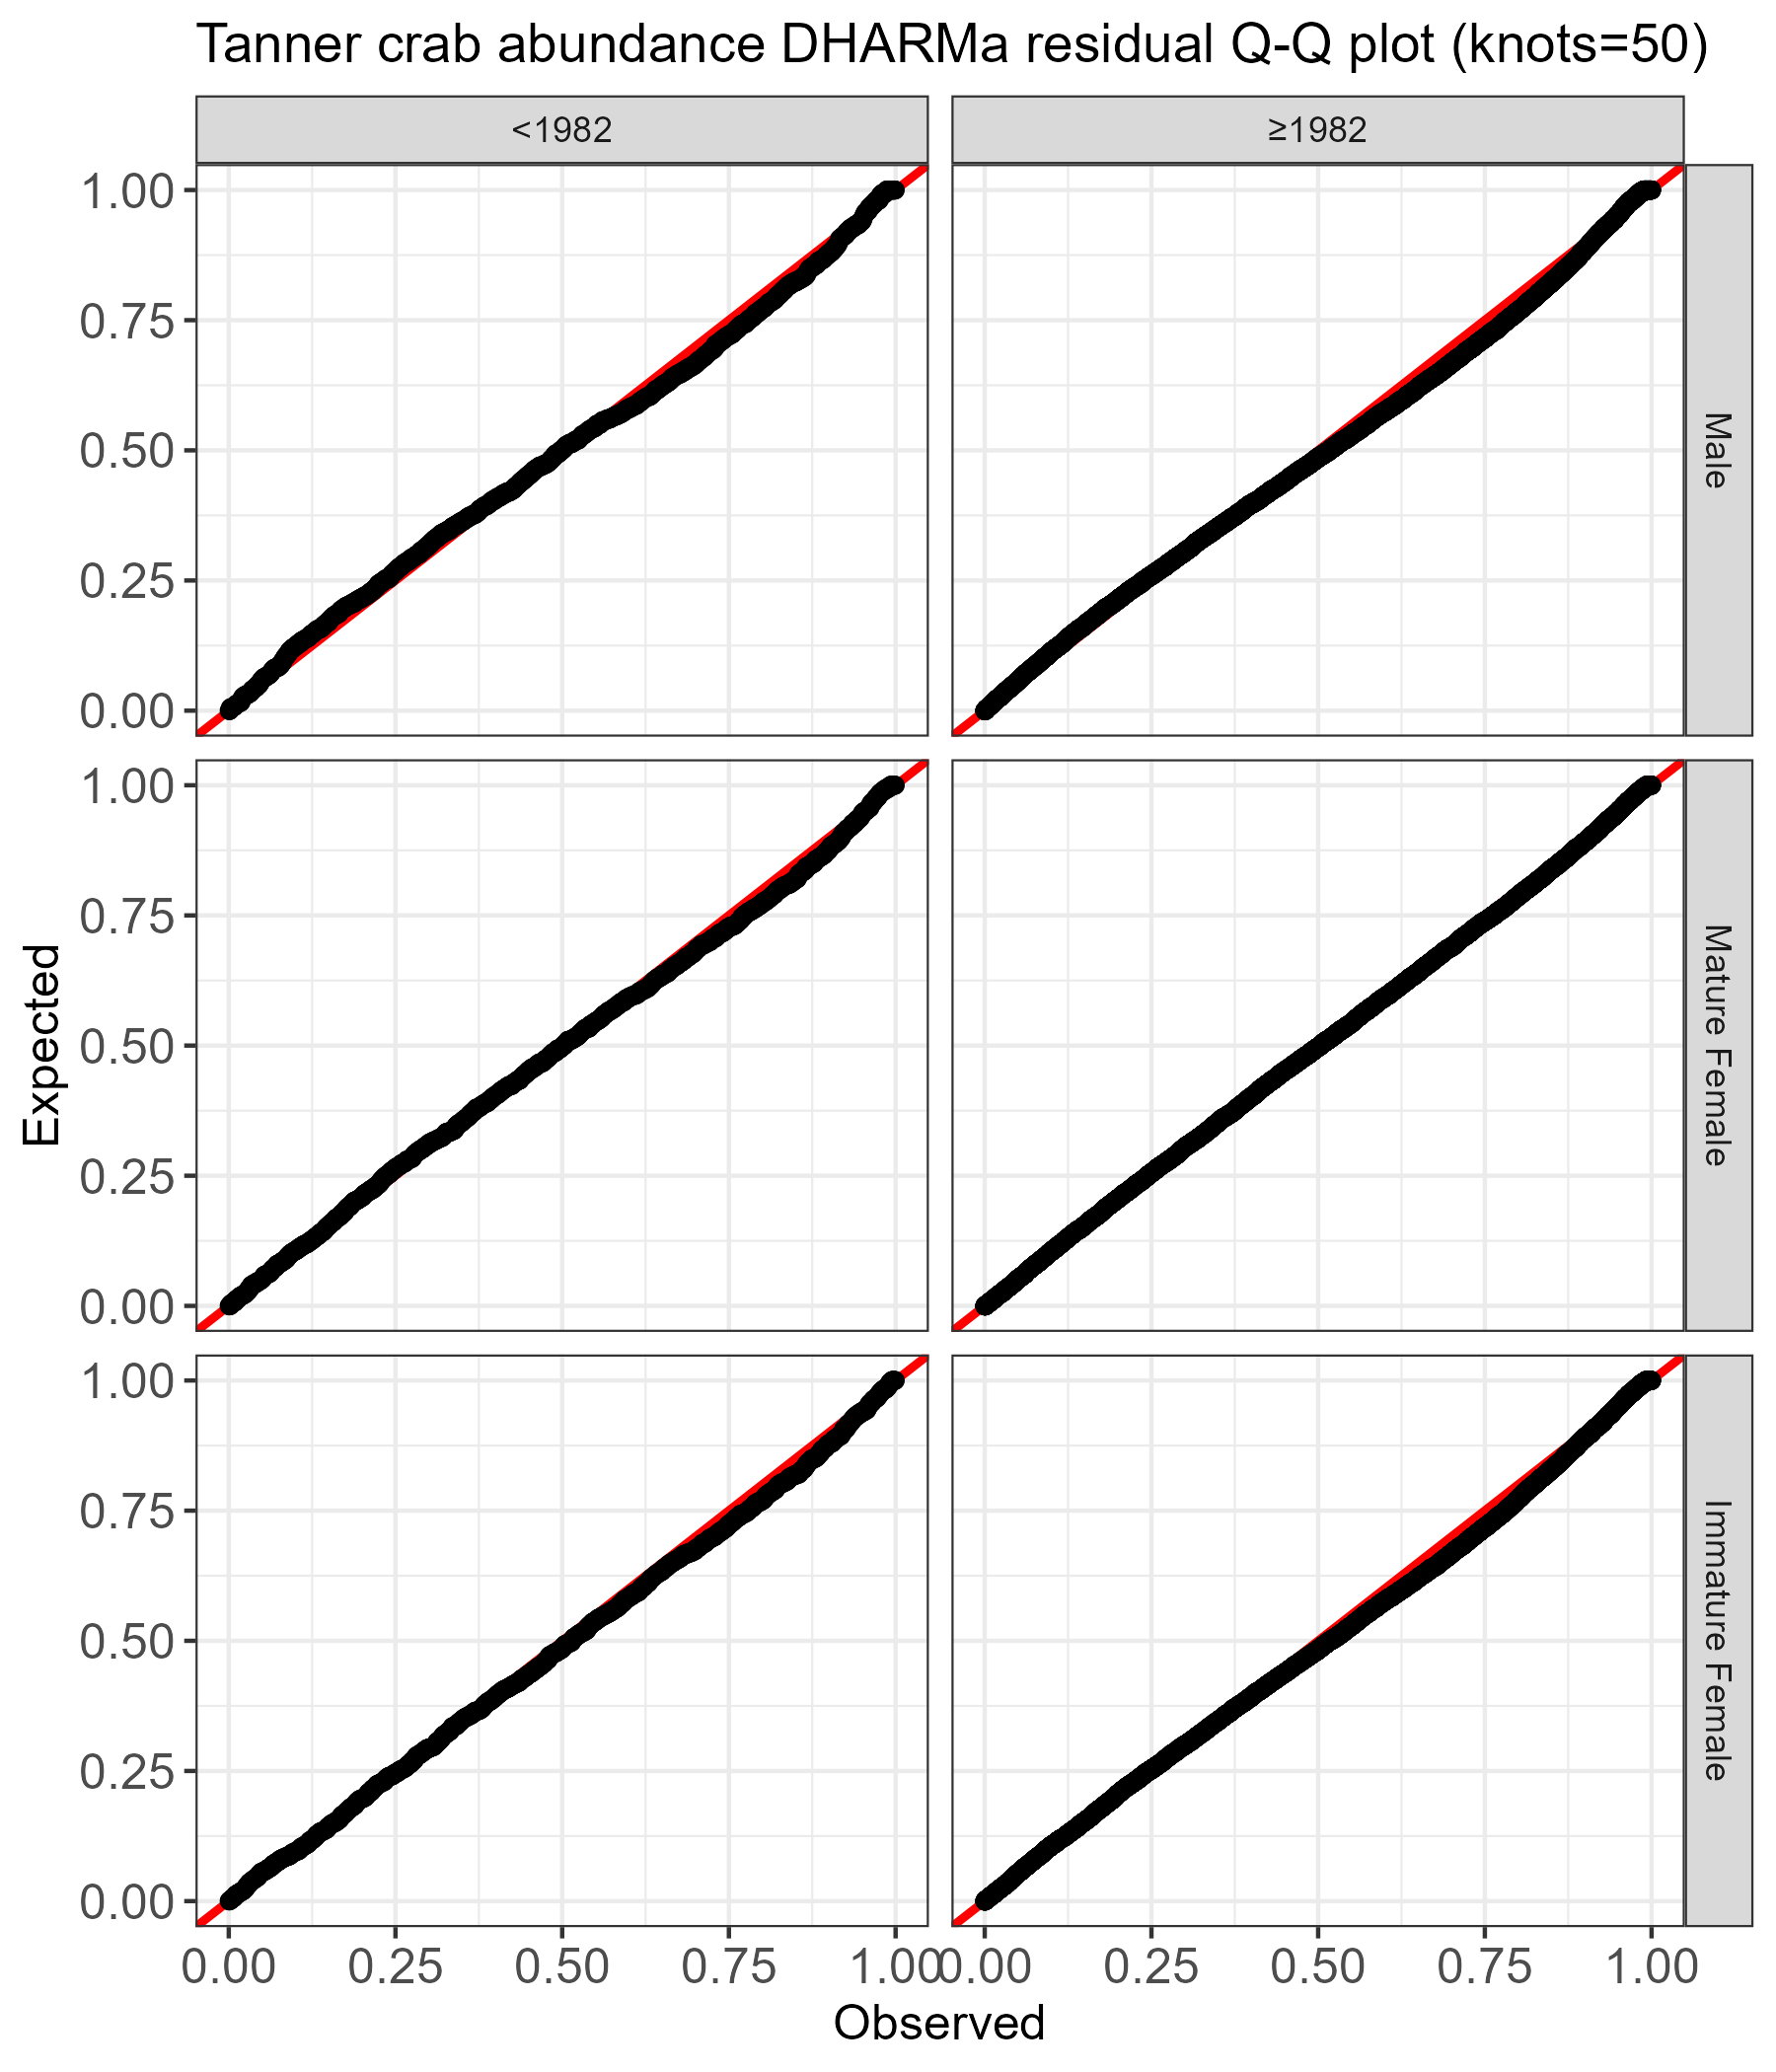 Tanner crab abundance DHARMa residual Q-Q plot (knots=50)
<1982
≥1982
1.00
0.75
0.50
0.25
0.00
Male
1.00
0.75
0.50
0.25
0.00
Mature Female
Expected
1.00
0.75
0.50
0.25
0.00
Immature Female
0.00 0.25 0.50 0.75 1.00 0.00 0.25 0.50 0.75 1.00
Observed